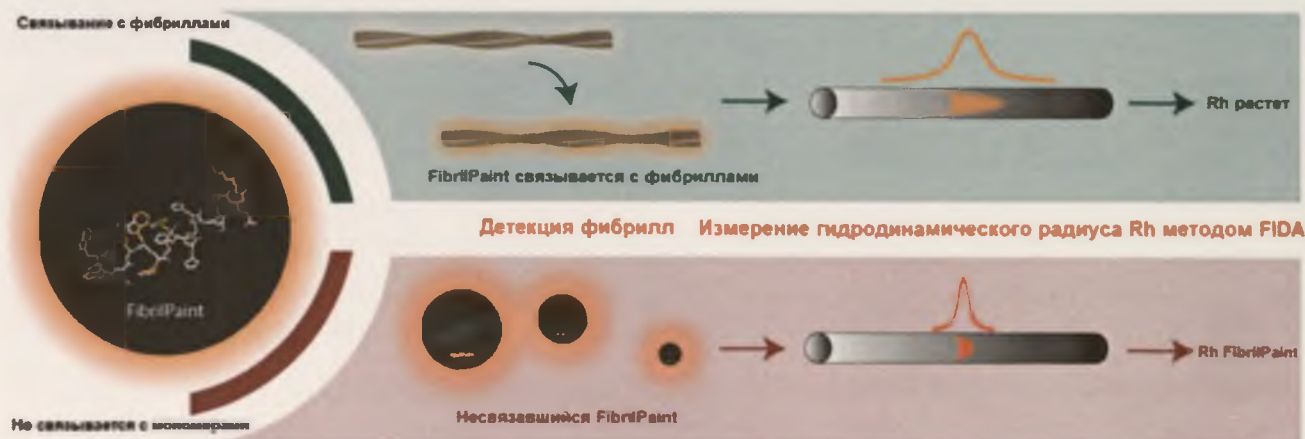 Связывание с фибриллами
FibrilPaint
FibrilPaint связывается с фибриллами
Rh растет
Детекция фибрилл
Измерение гидродинамического радиуса Rh методом FIDA
Rh FibrilPaint
Несвязавшийся FibrilPaint
Не связывается с мономерами